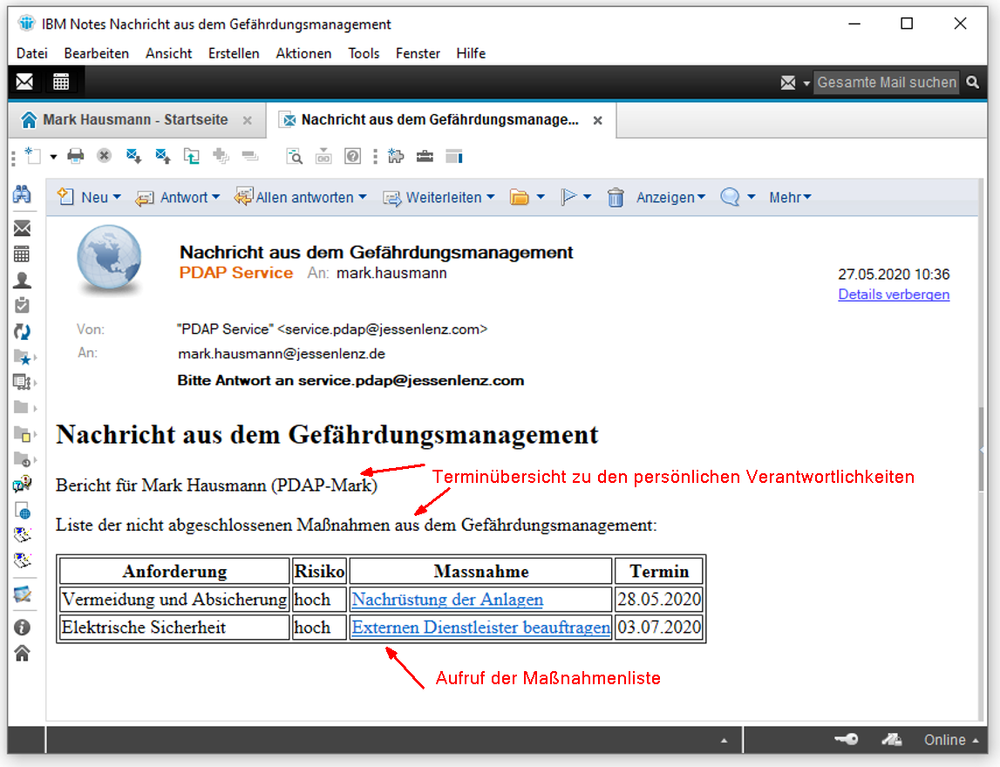 IBM Notes Nachricht aus dem Gefährdungsmanagement
Datei Bearbeiten Ansicht Erstellen Aktionen Tools Fenster Hilfe
Gesamte Mail suchen
Mark Hausmann - Startseite
Nachricht aus dem Gefährdungsmanage...
Neu Antwort Allen antworten Weiterleiten Anzeigen Mehr
Nachricht aus dem Gefährdungsmanagement
PDAP Service An: mark.hausmann
27.05.2020 10:36
Details verbergen
Von: "PDAP Service" <service.pdap@jessenlenz.com>
An: mark.hausmann@jessenlenz.de
Bitte Antwort an service.pdap@jessenlenz.com
Nachricht aus dem Gefährdungsmanagement
Terminübersicht zu den persönlichen Verantwortlichkeiten
Bericht für Mark Hausmann (PDAP-Mark)
Liste der nicht abgeschlossenen Maßnahmen aus dem Gefährdungsmanagement:
Anforderung Risiko Massnahme Termin
Vermeidung und Absicherung hoch Nachrüstung der Anlagen 28.05.2020
Elektrische Sicherheit hoch Externen Dienstleister beauftragen 03.07.2020
Aufruf der Maßnahmenliste
Online